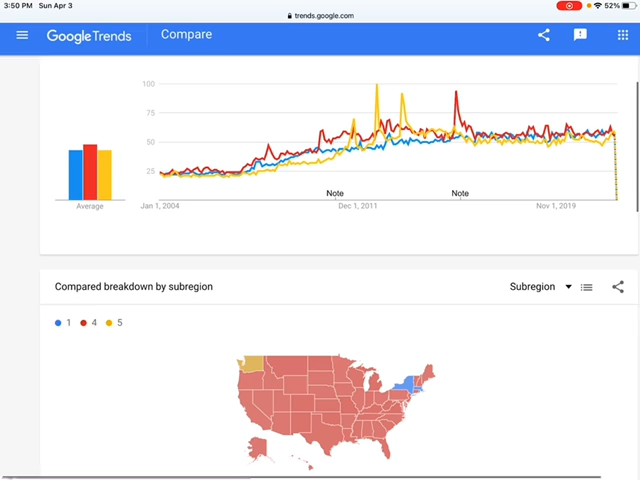 3:50 PM Sun Apr 3
52%
trends.google.com
Google Trends
Compare
100
75
50
25
Note
Note
Average
Jan 1, 2004
Dec 1, 2011
Nov 1, 2019
Compared breakdown by subregion
Subregion
1
4
5